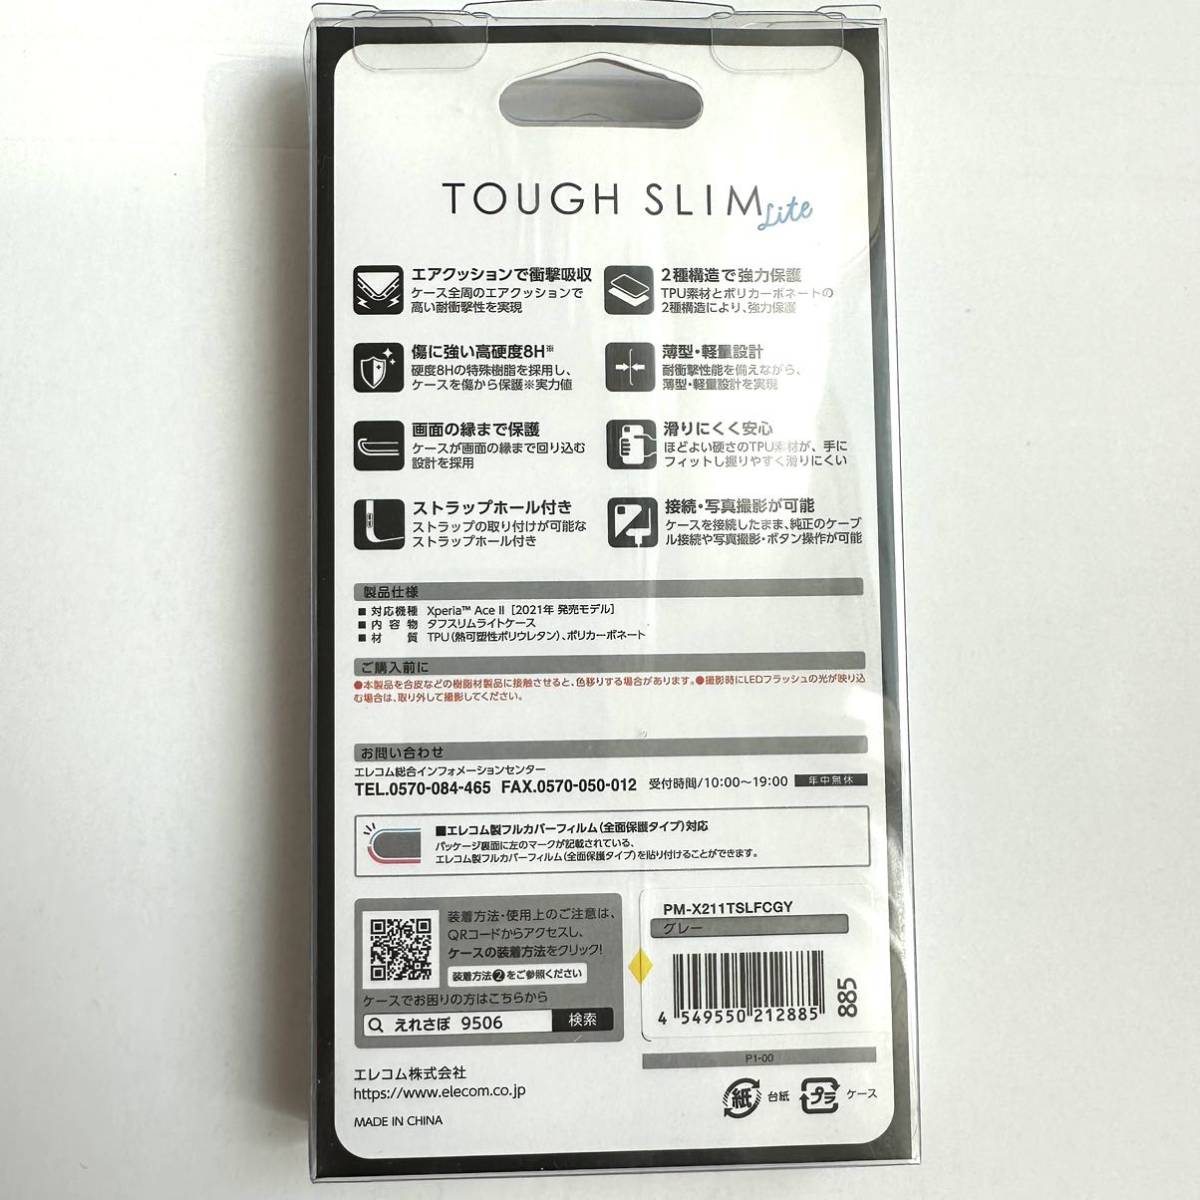 TOUGH SLIM Lite
エアクッションで衝撃吸収
ケース全周のエアクッションで
高い耐衝撃性を実現
2種構造で強力保護
TPU素材とポリカーボネートの
2種構造により、強力保護
傷に強い高硬度8H※
硬度8Hの特殊樹脂を採用し、
ケースを傷から保護※実力値
薄型・軽量設計
耐衝撃性能を備えながら、
薄型・軽量設計を実現
画面の縁まで保護
ケースが画面の縁まで回り込む
設計を採用
滑りにくく安心
ほどよい硬さのTPU素材が、手に
フィットし握りやすく滑りにくい
ストラップホール付き
ストラップの取り付けが可能な
ストラップホール付き
接続・写真撮影が可能
ケースを接続したまま、純正のケーブ
ル接続や写真撮影・ボタン操作が可能
製品仕様
■対応機種 Xperia™ Ace II [2021年 発売モデル]
■内容物 タフスリムライトケース
■材質 TPU(熱可塑性ポリウレタン)、ポリカーボネート
ご購入前に
●本製品を合皮などの樹脂材製品に接触させると、色移りする場合があります。●撮影時にLEDフラッシュの光が映り込
む場合は、取り外して撮影してください。
お問い合わせ
エレコム総合インフォメーションセンター
TEL.0570-084-465 FAX.0570-050-012 受付時間/10:00～19:00 年中無休
■エレコム製フルカバーフィルム(全面保護タイプ)対応
パッケージ裏面に左のマークが記載されている、
エレコム製フルカバーフィルム(全面保護タイプ)を貼り付けることができます。
装着方法・使用上のご注意は、
QRコードからアクセスし、
ケースの装着方法をクリック!
装着方法❷をご参照ください
ケースでお困りの方はこちらから
えれさぽ 9506 検索
PM-X211TSLFCGY
グレー
4 549550 212885
885
P1-00
エレコム株式会社
https://www.elecom.co.jp
MADE IN CHINA
紙 台紙 プラ ケース